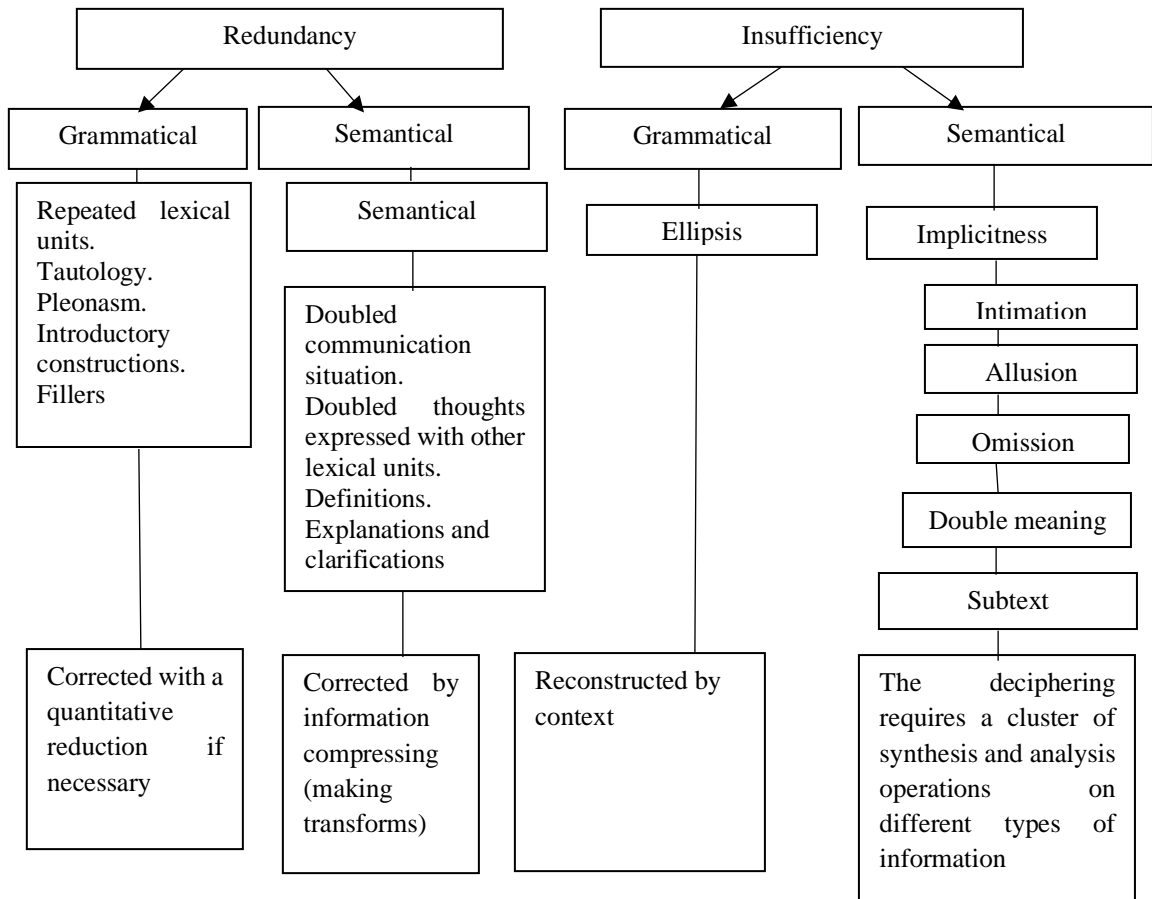 Redundancy
Insufficiency
Grammatical
Semantical
Grammatical
Semantical
Repeated lexical
units.
Tautology.
Pleonasm.
Introductory
constructions.
Fillers
Semantical
Ellipsis
Implicitness
Doubled
communication
situation.
Doubled thoughts
expressed with other
lexical units.
Definitions.
Explanations and
clarifications
Intimation
Allusion
Omission
Double meaning
Subtext
Corrected with a
quantitative
reduction if
necessary
Corrected by
information
compressing
(making
transforms)
Reconstructed by
context
The deciphering
requires a cluster of
synthesis and analysis
operations on
different types of
information